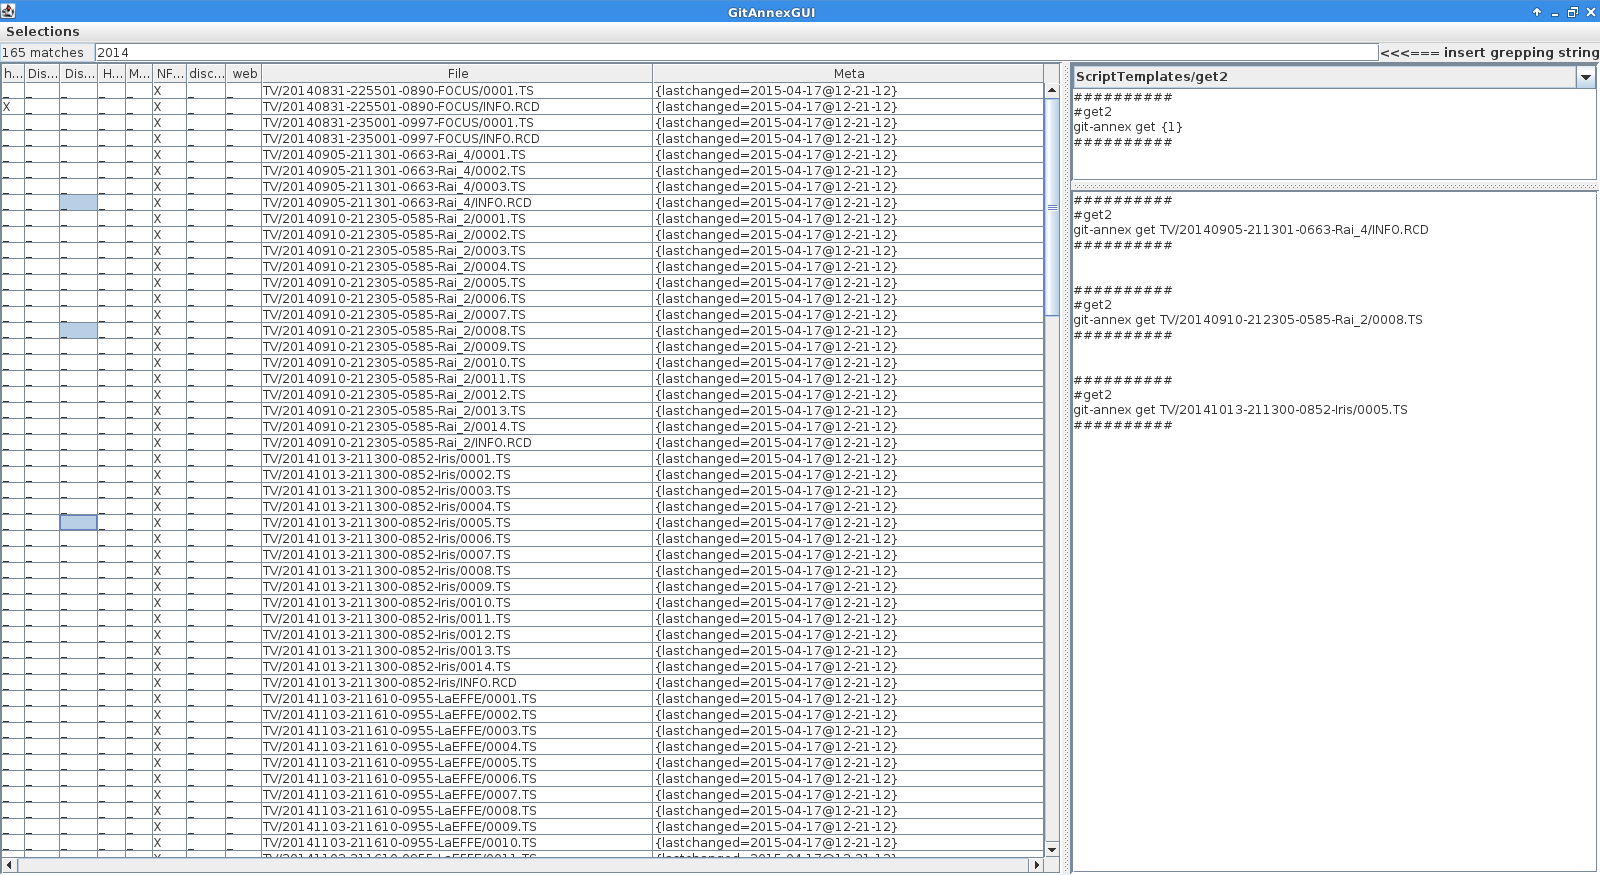 GitAnnexGUI
Selections
165 matches 2014 <<<=== insert grepping string
h... Dis... Dis... H... M... NF... disc... web File Meta
_ _ _ _ _ X _ _ TV/20140831-225501-0890-FOCUS/0001.TS {lastchanged=2015-04-17@12-21-12}
X _ _ _ _ X _ _ TV/20140831-225501-0890-FOCUS/INFO.RCD {lastchanged=2015-04-17@12-21-12}
_ _ _ _ _ X _ _ TV/20140831-235001-0997-FOCUS/0001.TS {lastchanged=2015-04-17@12-21-12}
_ _ _ _ _ X _ _ TV/20140831-235001-0997-FOCUS/INFO.RCD {lastchanged=2015-04-17@12-21-12}
_ _ _ _ _ X _ _ TV/20140905-211301-0663-Rai_4/0001.TS {lastchanged=2015-04-17@12-21-12}
_ _ _ _ _ X _ _ TV/20140905-211301-0663-Rai_4/0002.TS {lastchanged=2015-04-17@12-21-12}
_ _ _ _ _ X _ _ TV/20140905-211301-0663-Rai_4/0003.TS {lastchanged=2015-04-17@12-21-12}
_ _ _ _ _ X _ _ TV/20140905-211301-0663-Rai_4/INFO.RCD {lastchanged=2015-04-17@12-21-12}
_ _ _ _ _ X _ _ TV/20140910-212305-0585-Rai_2/0001.TS {lastchanged=2015-04-17@12-21-12}
_ _ _ _ _ X _ _ TV/20140910-212305-0585-Rai_2/0002.TS {lastchanged=2015-04-17@12-21-12}
_ _ _ _ _ X _ _ TV/20140910-212305-0585-Rai_2/0003.TS {lastchanged=2015-04-17@12-21-12}
_ _ _ _ _ X _ _ TV/20140910-212305-0585-Rai_2/0004.TS {lastchanged=2015-04-17@12-21-12}
_ _ _ _ _ X _ _ TV/20140910-212305-0585-Rai_2/0005.TS {lastchanged=2015-04-17@12-21-12}
_ _ _ _ _ X _ _ TV/20140910-212305-0585-Rai_2/0006.TS {lastchanged=2015-04-17@12-21-12}
_ _ _ _ _ X _ _ TV/20140910-212305-0585-Rai_2/0007.TS {lastchanged=2015-04-17@12-21-12}
_ _ _ _ _ X _ _ TV/20140910-212305-0585-Rai_2/0008.TS {lastchanged=2015-04-17@12-21-12}
_ _ _ _ _ X _ _ TV/20140910-212305-0585-Rai_2/0009.TS {lastchanged=2015-04-17@12-21-12}
_ _ _ _ _ X _ _ TV/20140910-212305-0585-Rai_2/0010.TS {lastchanged=2015-04-17@12-21-12}
_ _ _ _ _ X _ _ TV/20140910-212305-0585-Rai_2/0011.TS {lastchanged=2015-04-17@12-21-12}
_ _ _ _ _ X _ _ TV/20140910-212305-0585-Rai_2/0012.TS {lastchanged=2015-04-17@12-21-12}
_ _ _ _ _ X _ _ TV/20140910-212305-0585-Rai_2/0013.TS {lastchanged=2015-04-17@12-21-12}
_ _ _ _ _ X _ _ TV/20140910-212305-0585-Rai_2/0014.TS {lastchanged=2015-04-17@12-21-12}
_ _ _ _ _ X _ _ TV/20140910-212305-0585-Rai_2/INFO.RCD {lastchanged=2015-04-17@12-21-12}
_ _ _ _ _ X _ _ TV/20141013-211300-0852-Iris/0001.TS {lastchanged=2015-04-17@12-21-12}
_ _ _ _ _ X _ _ TV/20141013-211300-0852-Iris/0002.TS {lastchanged=2015-04-17@12-21-12}
_ _ _ _ _ X _ _ TV/20141013-211300-0852-Iris/0003.TS {lastchanged=2015-04-17@12-21-12}
_ _ _ _ _ X _ _ TV/20141013-211300-0852-Iris/0004.TS {lastchanged=2015-04-17@12-21-12}
_ _ _ _ _ X _ _ TV/20141013-211300-0852-Iris/0005.TS {lastchanged=2015-04-17@12-21-12}
_ _ _ _ _ X _ _ TV/20141013-211300-0852-Iris/0006.TS {lastchanged=2015-04-17@12-21-12}
_ _ _ _ _ X _ _ TV/20141013-211300-0852-Iris/0007.TS {lastchanged=2015-04-17@12-21-12}
_ _ _ _ _ X _ _ TV/20141013-211300-0852-Iris/0008.TS {lastchanged=2015-04-17@12-21-12}
_ _ _ _ _ X _ _ TV/20141013-211300-0852-Iris/0009.TS {lastchanged=2015-04-17@12-21-12}
_ _ _ _ _ X _ _ TV/20141013-211300-0852-Iris/0010.TS {lastchanged=2015-04-17@12-21-12}
_ _ _ _ _ X _ _ TV/20141013-211300-0852-Iris/0011.TS {lastchanged=2015-04-17@12-21-12}
_ _ _ _ _ X _ _ TV/20141013-211300-0852-Iris/0012.TS {lastchanged=2015-04-17@12-21-12}
_ _ _ _ _ X _ _ TV/20141013-211300-0852-Iris/0013.TS {lastchanged=2015-04-17@12-21-12}
_ _ _ _ _ X _ _ TV/20141013-211300-0852-Iris/0014.TS {lastchanged=2015-04-17@12-21-12}
_ _ _ _ _ X _ _ TV/20141013-211300-0852-Iris/INFO.RCD {lastchanged=2015-04-17@12-21-12}
_ _ _ _ _ X _ _ TV/20141103-211610-0955-LaEFFE/0001.TS {lastchanged=2015-04-17@12-21-12}
_ _ _ _ _ X _ _ TV/20141103-211610-0955-LaEFFE/0002.TS {lastchanged=2015-04-17@12-21-12}
_ _ _ _ _ X _ _ TV/20141103-211610-0955-LaEFFE/0003.TS {lastchanged=2015-04-17@12-21-12}
_ _ _ _ _ X _ _ TV/20141103-211610-0955-LaEFFE/0004.TS {lastchanged=2015-04-17@12-21-12}
_ _ _ _ _ X _ _ TV/20141103-211610-0955-LaEFFE/0005.TS {lastchanged=2015-04-17@12-21-12}
_ _ _ _ _ X _ _ TV/20141103-211610-0955-LaEFFE/0006.TS {lastchanged=2015-04-17@12-21-12}
_ _ _ _ _ X _ _ TV/20141103-211610-0955-LaEFFE/0007.TS {lastchanged=2015-04-17@12-21-12}
_ _ _ _ _ X _ _ TV/20141103-211610-0955-LaEFFE/0008.TS {lastchanged=2015-04-17@12-21-12}
_ _ _ _ _ X _ _ TV/20141103-211610-0955-LaEFFE/0009.TS {lastchanged=2015-04-17@12-21-12}
_ _ _ _ _ X _ _ TV/20141103-211610-0955-LaEFFE/0010.TS {lastchanged=2015-04-17@12-21-12}
ScriptTemplates/get2
##########
#get2
git-annex get {1}
##########
##########
#get2
git-annex get TV/20140905-211301-0663-Rai_4/INFO.RCD
##########
##########
#get2
git-annex get TV/20140910-212305-0585-Rai_2/0008.TS
##########
##########
#get2
git-annex get TV/20141013-211300-0852-Iris/0005.TS
##########